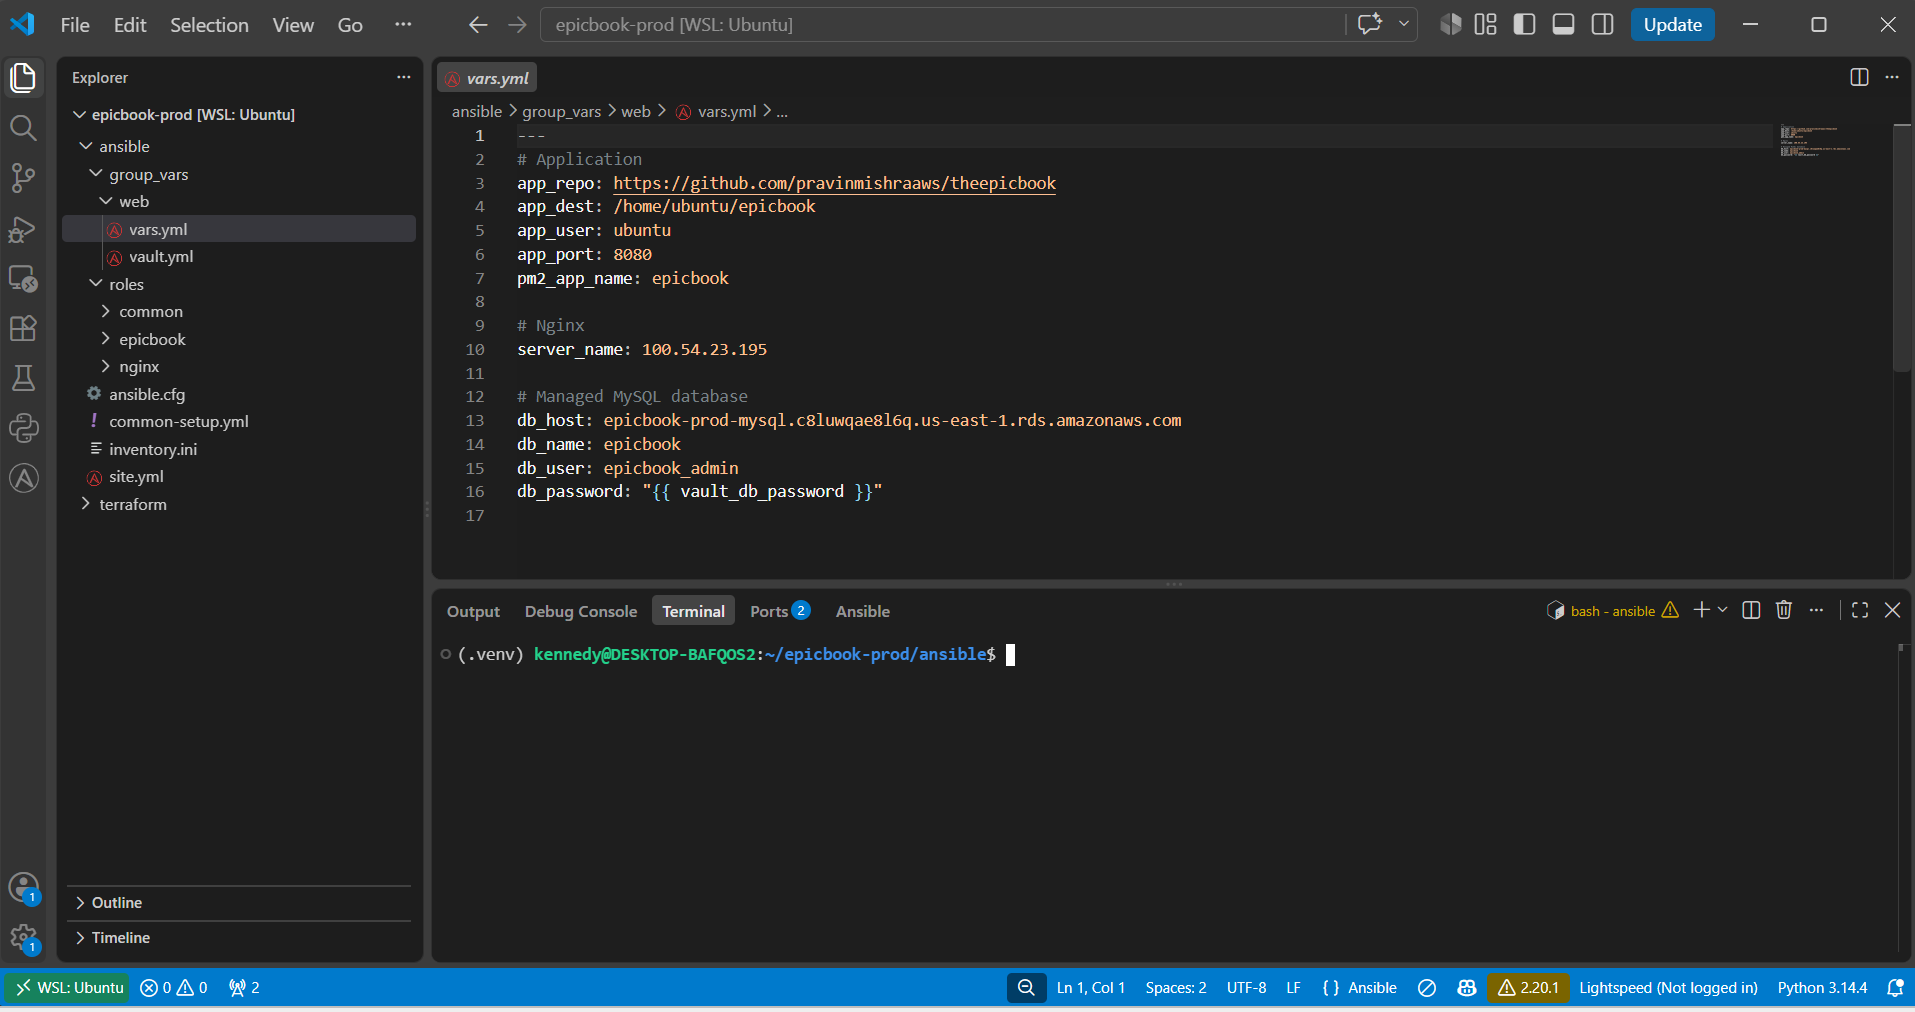 File Edit Selection View Go ···
epicbook-prod [WSL: Ubuntu]
Update
Explorer
epicbook-prod [WSL: Ubuntu]
ansible
group_vars
web
vars.yml
vault.yml
roles
common
epicbook
nginx
ansible.cfg
common-setup.yml
inventory.ini
site.yml
terraform
Outline
Timeline
vars.yml
ansible > group_vars > web > vars.yml > ...
1 ---
2 # Application
3 app_repo: https://github.com/pravinmishraaws/theepicbook
4 app_dest: /home/ubuntu/epicbook
5 app_user: ubuntu
6 app_port: 8080
7 pm2_app_name: epicbook
8
9 # Nginx
10 server_name: 100.54.23.195
11
12 # Managed MySQL database
13 db_host: epicbook-prod-mysql.c8luwqae8l6q.us-east-1.rds.amazonaws.com
14 db_name: epicbook
15 db_user: epicbook_admin
16 db_password: "{{ vault_db_password }}"
17
Output Debug Console Terminal Ports 2 Ansible
bash - ansible
(.venv) kennedy@DESKTOP-BAFQOS2:~/epicbook-prod/ansible$
1
1
WSL: Ubuntu 0 0 2
Ln 1, Col 1 Spaces: 2 UTF-8 LF { } Ansible 2.20.1 Lightspeed (Not logged in) Python 3.14.4